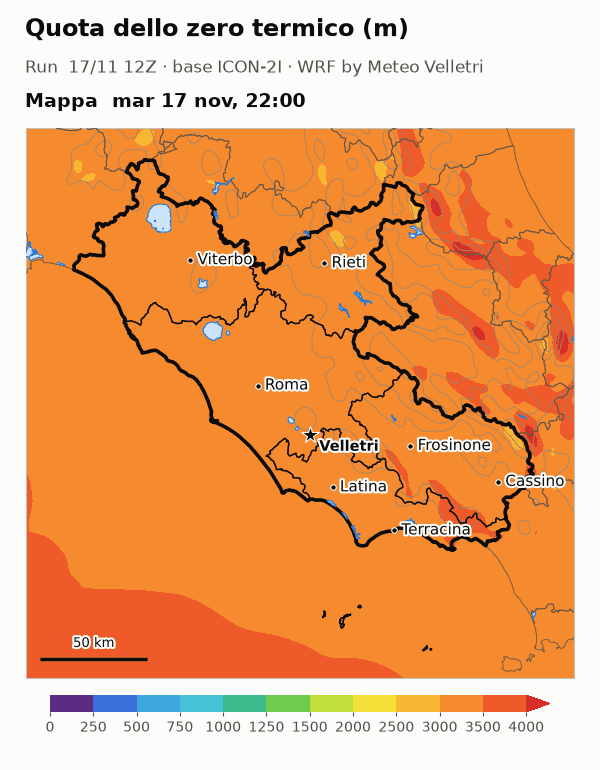 Quota dello zero termico (m)
Run  17/11 12Z · base ICON-2I · WRF by Meteo Velletri
Mappa  mar 17 nov, 22:00
Viterbo
Rieti
Roma
Velletri
Frosinone
Cassino
Latina
Terracina
50 km
0 250 500 750 1000 1250 1500 2000 2500 3000 3500 4000